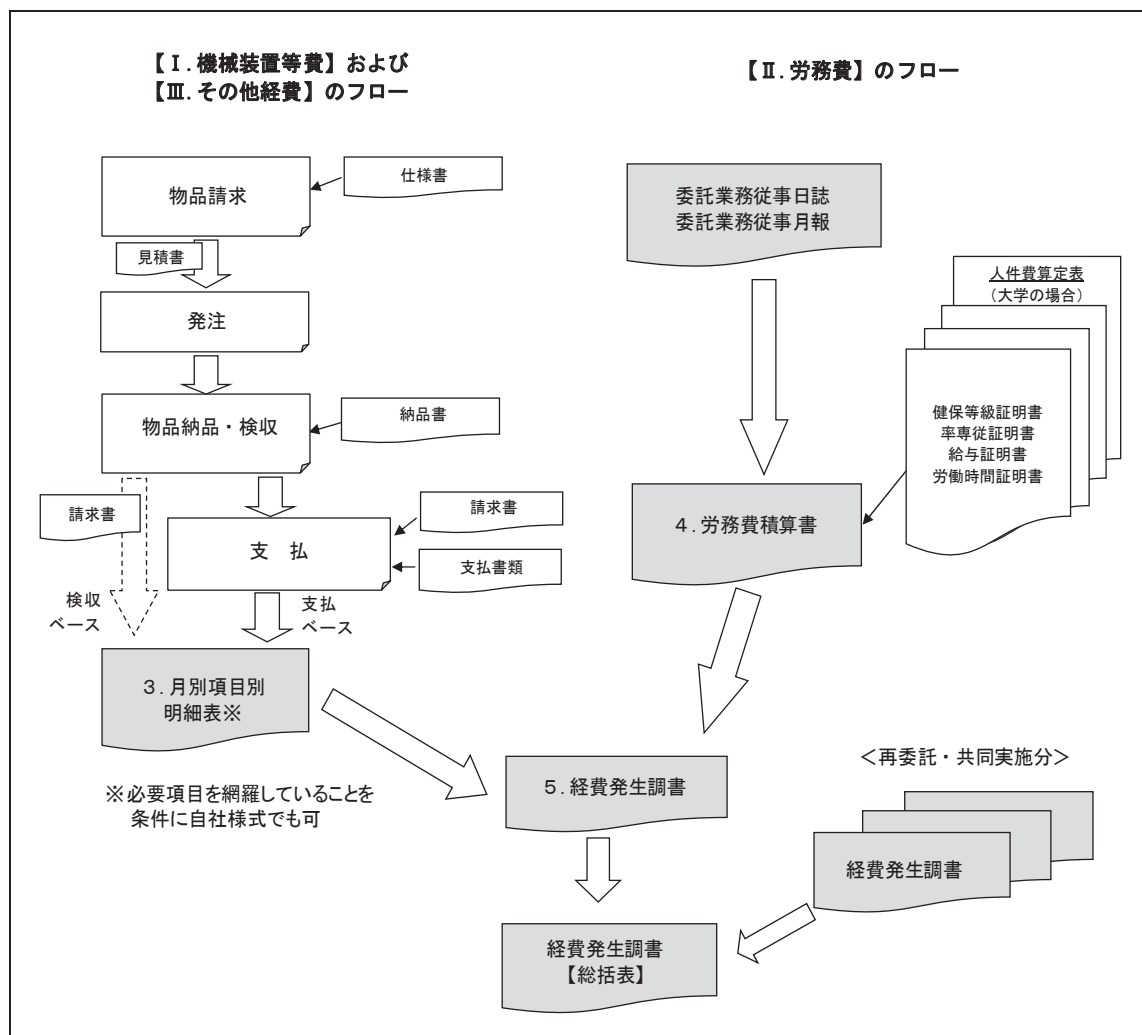 【Ⅰ.機械装置等費】および
【Ⅲ.その他経費】のフロー
物品請求
仕様書
見積書
発注
物品納品・検収
納品書
請求書
支 払
請求書
支払書類
検収
ベース
支払
ベース
3.月別項目別
明細表※
※必要項目を網羅していることを
条件に自社様式でも可
【Ⅱ.労務費】のフロー
委託業務従事日誌
委託業務従事月報
人件費算定表
(大学の場合)
健保等級証明書
率専従証明書
給与証明書
労働時間証明書
4.労務費積算書
5.経費発生調書
<再委託・共同実施分>
経費発生調書
経費発生調書
【総括表】